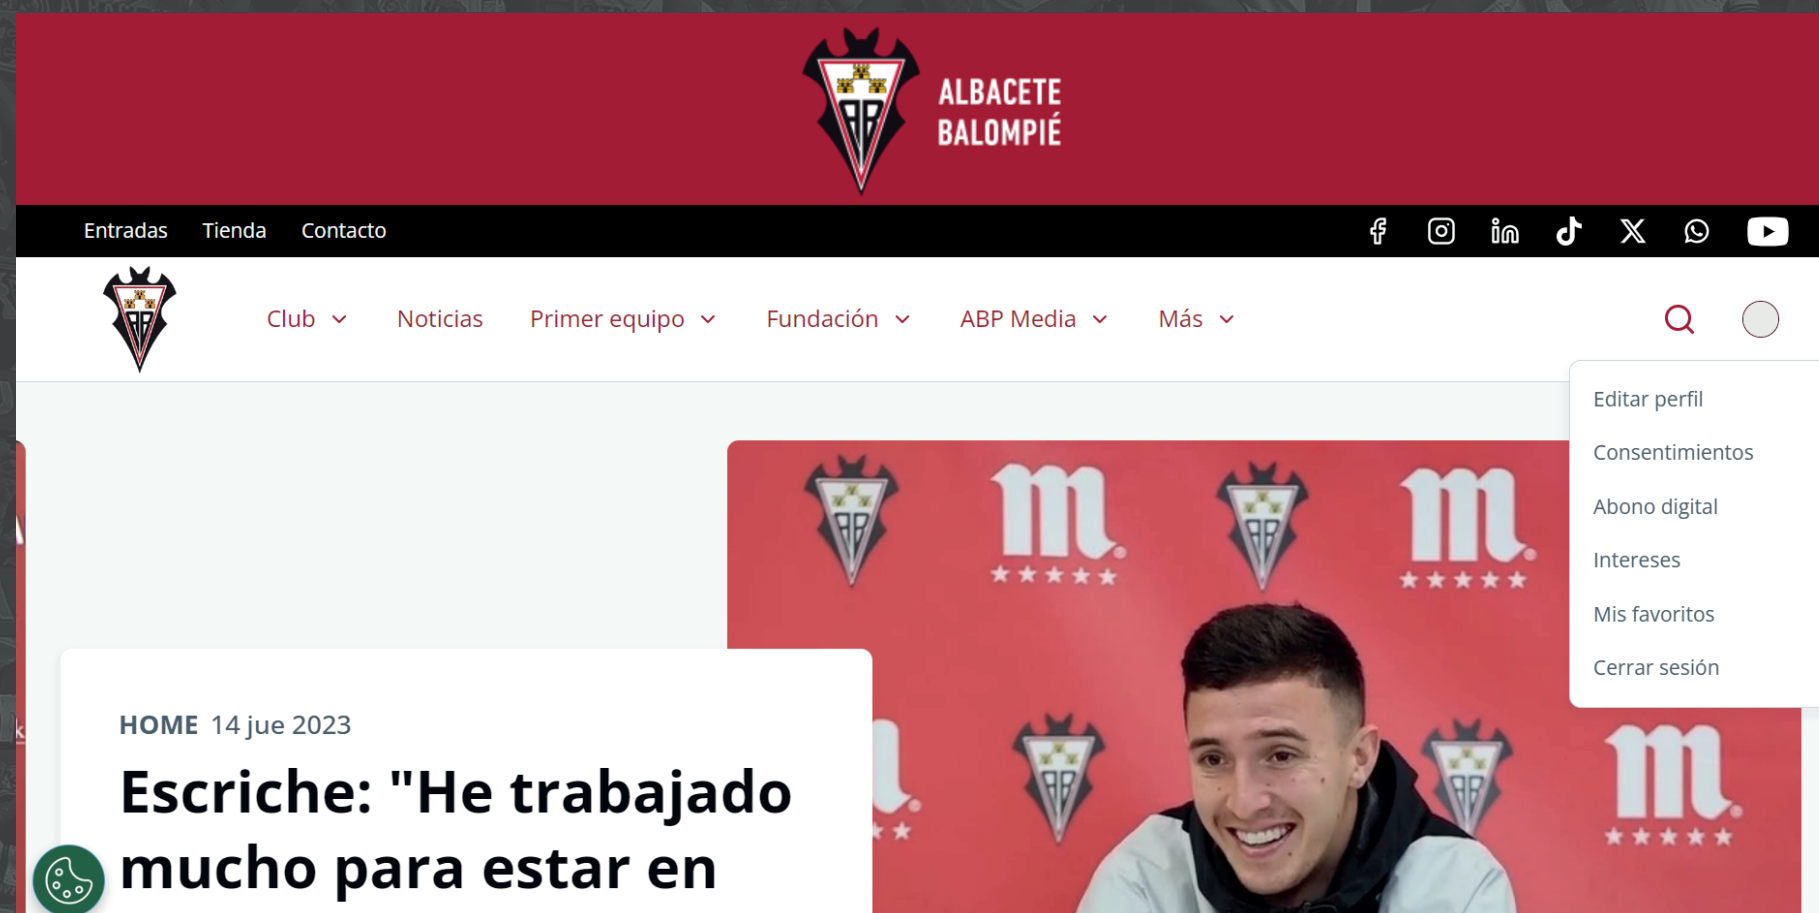 ALBACETE
BALOMPIÉ
Entradas Tienda Contacto
Club Noticias Primer equipo Fundación ABP Media Más
Editar perfil
Consentimientos
Abono digital
Intereses
Mis favoritos
Cerrar sesión
HOME 14 jue 2023
Escriche: "He trabajado
mucho para estar en